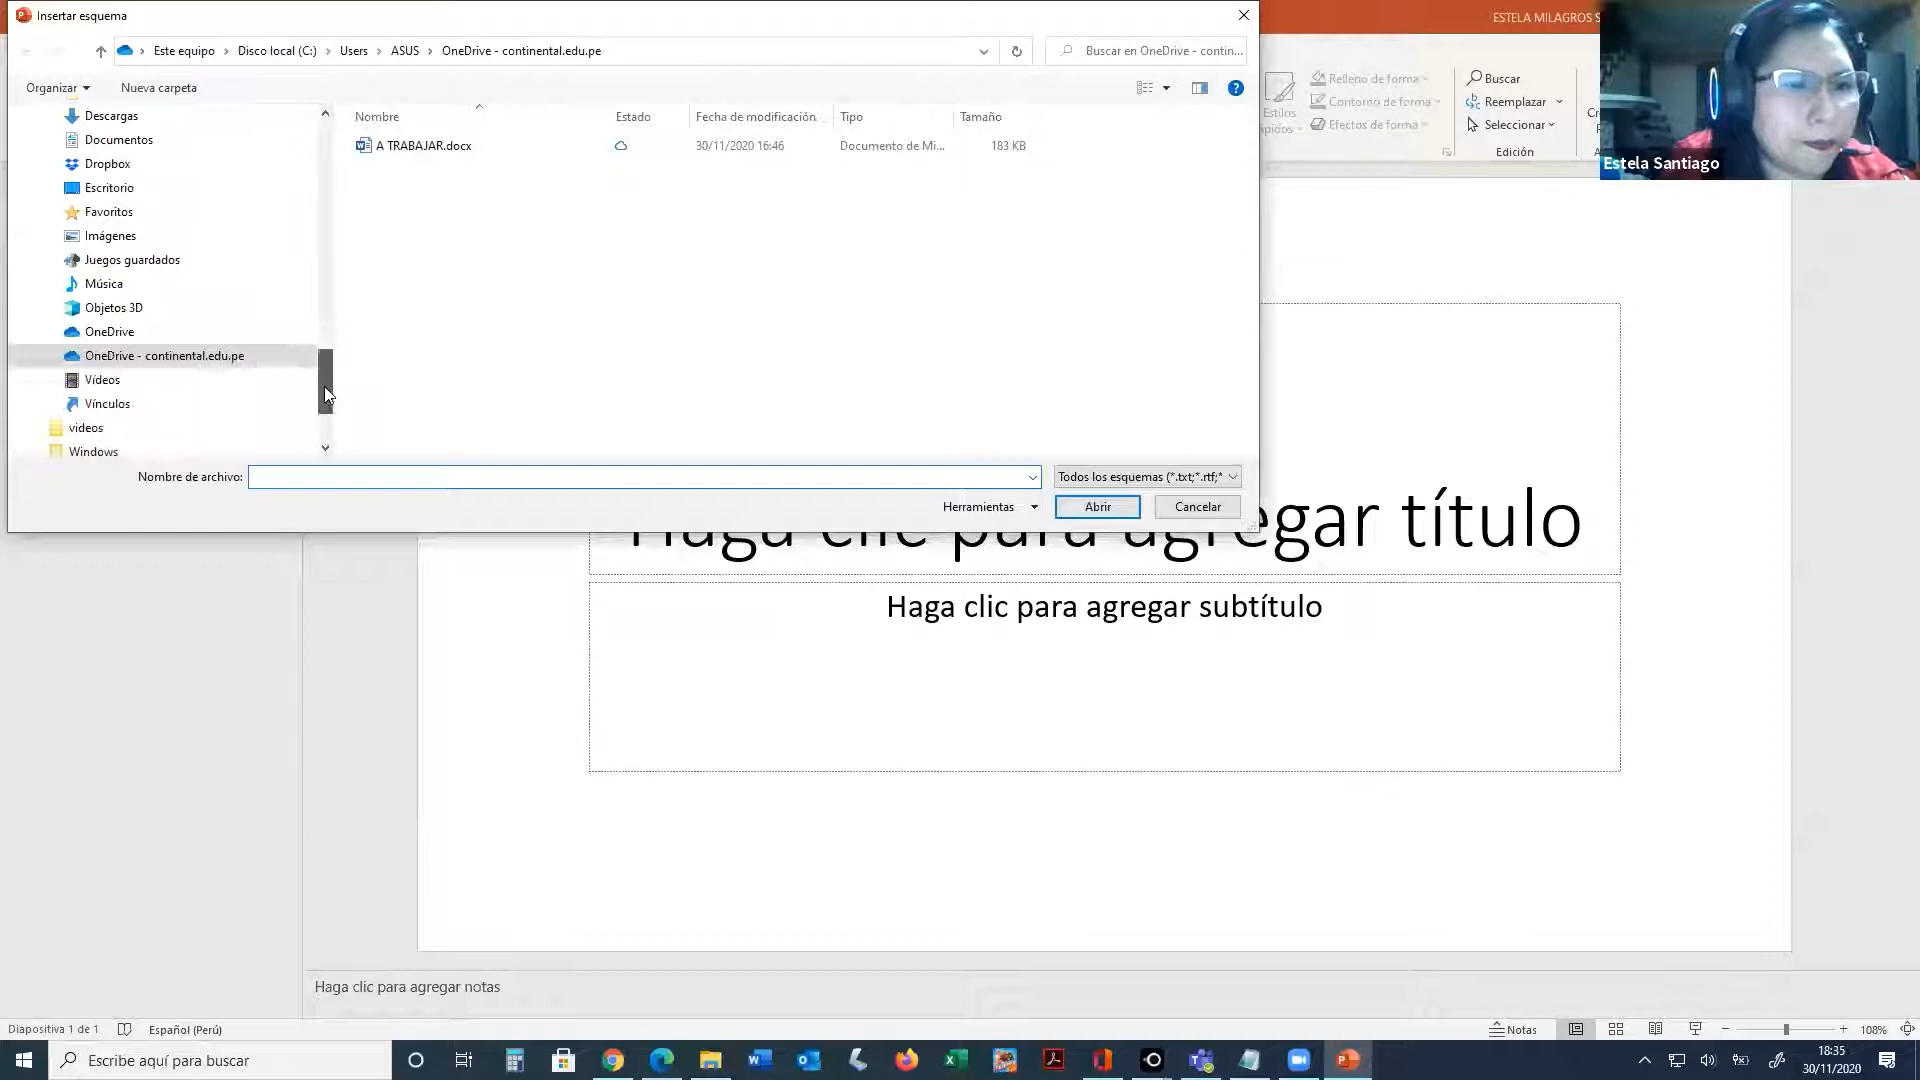 Insertar esquema
ESTELA MILAGROS S
Este equipo > Disco local (C:) > Users > ASUS > OneDrive - continental.edu.pe
Buscar en OneDrive - contin...
Organizar
Nueva carpeta
Relleno de forma
Contorno de forma
Efectos de forma
Estilos
Buscar
Reemplazar
Seleccionar
Edición
Estela Santiago
Nombre
Estado
Fecha de modificación
Tipo
Tamaño
A TRABAJAR.docx
30/11/2020 16:46
Documento de Mi...
183 KB
Descargas
Documentos
Dropbox
Escritorio
Favoritos
Imágenes
Juegos guardados
Música
Objetos 3D
OneDrive
OneDrive - continental.edu.pe
Vídeos
Vínculos
videos
Windows
Nombre de archivo:
Todos los esquemas (*.txt;*.rtf;*
Herramientas
Abrir
Cancelar
Haga clic para agregar título
Haga clic para agregar subtítulo
Haga clic para agregar notas
Diapositiva 1 de 1
Español (Perú)
Notas
108%
Escribe aquí para buscar
18:35
30/11/2020